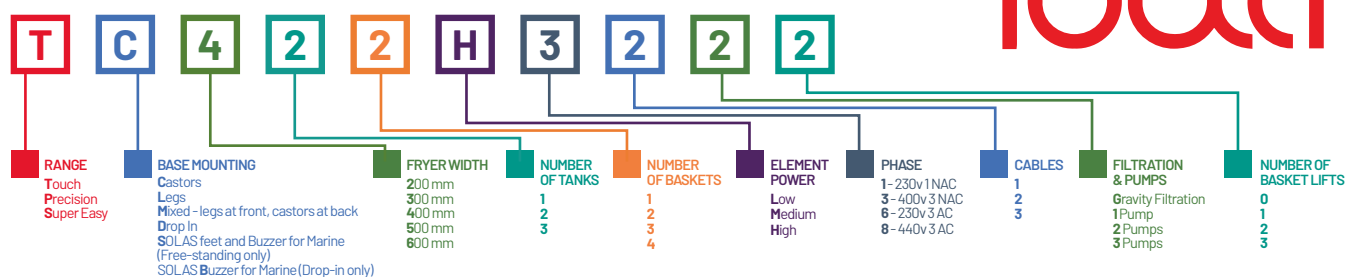 T C 4 2 2 H 3 2 2 2
RANGE
Touch
Precision
Super Easy
BASE MOUNTING
Castors
Legs
Mixed - legs at front, castors at back
Drop In
SOLAS feet and Buzzer for Marine
(Free-standing only)
SOLAS Buzzer for Marine (Drop-in only)
FRYER WIDTH
200 mm
300 mm
400 mm
500 mm
600 mm
NUMBER
OF TANKS
1
2
3
NUMBER
OF BASKETS
1
2
3
4
ELEMENT
POWER
Low
Medium
High
PHASE
1 - 230v 1 NAC
3 - 400v 3 NAC
6 - 230v 3 AC
8 - 440v 3 AC
CABLES
1
2
3
FILTRATION
& PUMPS
Gravity Filtration
1 Pump
2 Pumps
3 Pumps
NUMBER OF
BASKET LIFTS
0
1
2
3